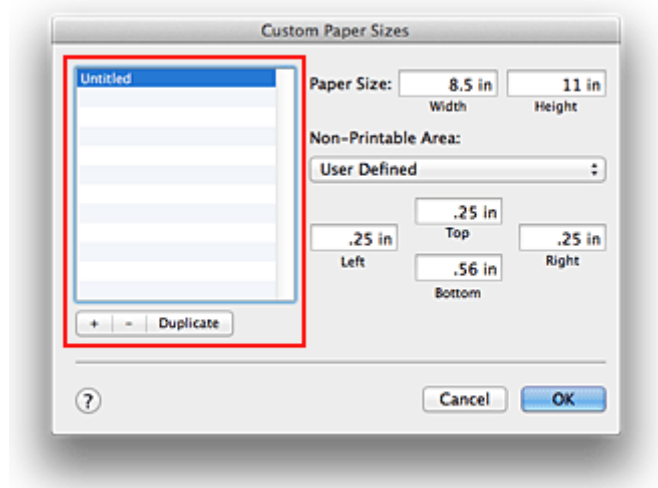 Custom Paper Sizes
Untitled
+ - Duplicate
Paper Size: 8.5 in 11 in
Width Height
Non-Printable Area:
User Defined
.25 in
Top
.25 in .25 in
Left Right
.56 in
Bottom
? Cancel OK